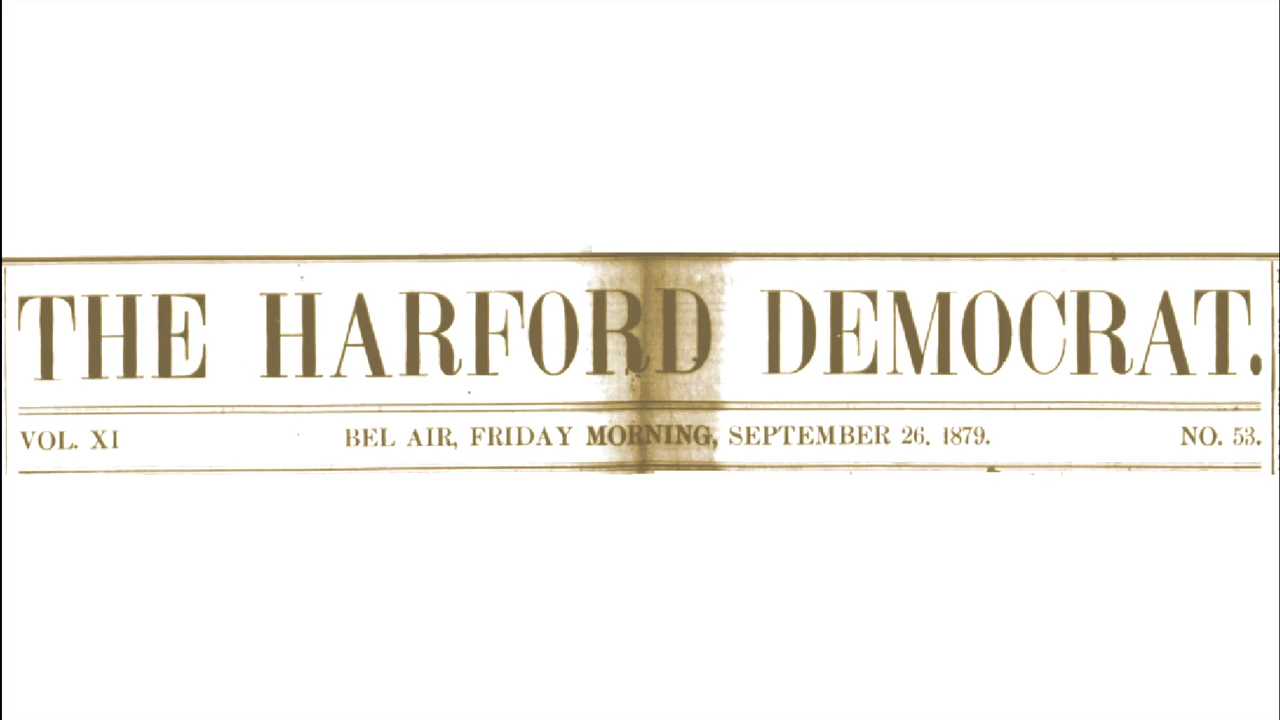 THE HARFORD DEMOCRAT.
VOL. XI BEL AIR, FRIDAY MORNING, SEPTEMBER 26, 1879. NO. 53.